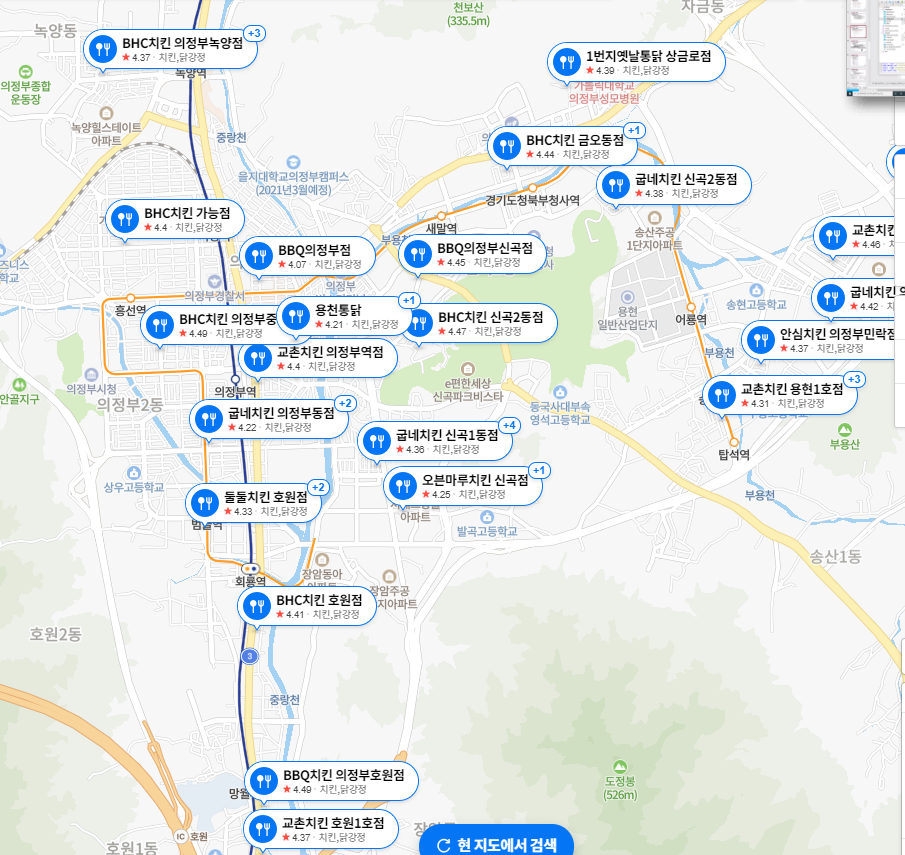 천보산
(335.5m)
자금동
녹양동
BHC치킨 의정부녹양점
+3
★ 4.37 · 치킨,닭강정
녹양역
1번지옛날통닭 상금로점
★ 4.39 · 치킨,닭강정
가톨릭대학교
의정부성모병원
의정부종합
운동장
녹양힐스테이트
아파트
중랑천
BHC치킨 금오동점
+1
★ 4.44 · 치킨,닭강정
을지대학교의정부캠퍼스
(2021년3월예정)
굽네치킨 신곡2동점
★ 4.38 · 치킨,닭강정
경기도청북부청사역
BHC치킨 가능점
★ 4.4 · 치킨,닭강정
새말역
송산주공
1단지아파트
교촌치킨
★ 4.46 ·
BBQ의정부점
★ 4.07 · 치킨,닭강정
BBQ의정부신곡점
★ 4.45 · 치킨,닭강정
의정부경찰서
의정부
흥선역
용현
일반산업단지
송현고등학교
굽네치킨
★ 4.42 ·
용천통닭
+1
★ 4.21 · 치킨,닭강정
BHC치킨 의정부중
★ 4.49 · 치킨,닭강정
BHC치킨 신곡2동점
★ 4.47 · 치킨,닭강정
어룡역
안심치킨 의정부민락점
★ 4.37 · 치킨,닭강정
부용천
교촌치킨 의정부역점
★ 4.4 · 치킨,닭강정
의정부역
의정부시청
안골지구
의정부2동
e편한세상
신곡파크비스타
동국사대부속
영석고등학교
교촌치킨 용현1호점
+3
★ 4.31 · 치킨,닭강정
굽네치킨 의정부동점
+2
★ 4.22 · 치킨,닭강정
굽네치킨 신곡1동점
+4
★ 4.36 · 치킨,닭강정
탑석역
부용산
상우고등학교
오븐마루치킨 신곡점
+1
★ 4.25 · 치킨,닭강정
아파트
둘둘치킨 호원점
+2
★ 4.33 · 치킨,닭강정
범골역
발곡고등학교
부용천
송산1동
회룡역
장암동아
장암주공
BHC치킨 호원점
★ 4.41 · 치킨,닭강정
호원2동
3
중랑천
BBQ치킨 의정부호원점
★ 4.49 · 치킨,닭강정
도정봉
(526m)
교촌치킨 호원1호점
★ 4.37 · 치킨,닭강정
IC 호원
호원1동
현 지도에서 검색